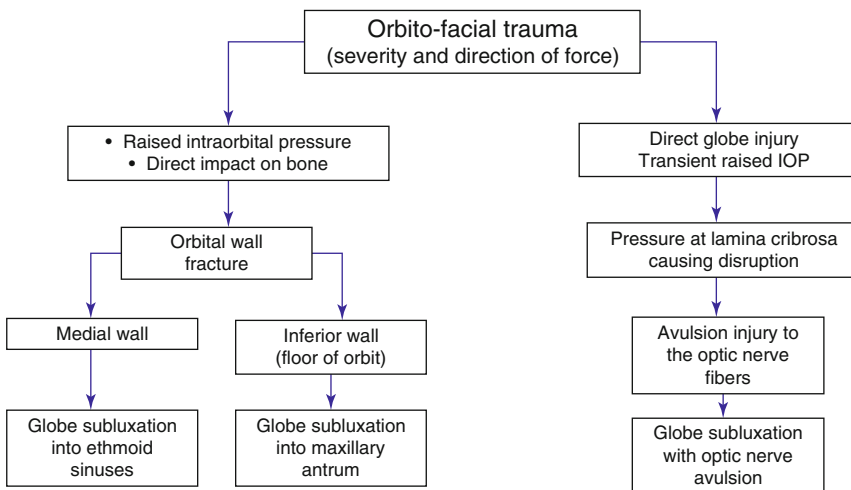 Orbito-facial trauma
(severity and direction of force)
• Raised intraorbital pressure
• Direct impact on bone
Direct globe injury
Transient raised IOP
Orbital wall
fracture
Pressure at lamina cribrosa
causing disruption
Medial wall
Inferior wall
(floor of orbit)
Avulsion injury to
the optic nerve
fibers
Globe subluxation
into ethmoid
sinuses
Globe subluxation
into maxillary
antrum
Globe subluxation
with optic nerve
avulsion